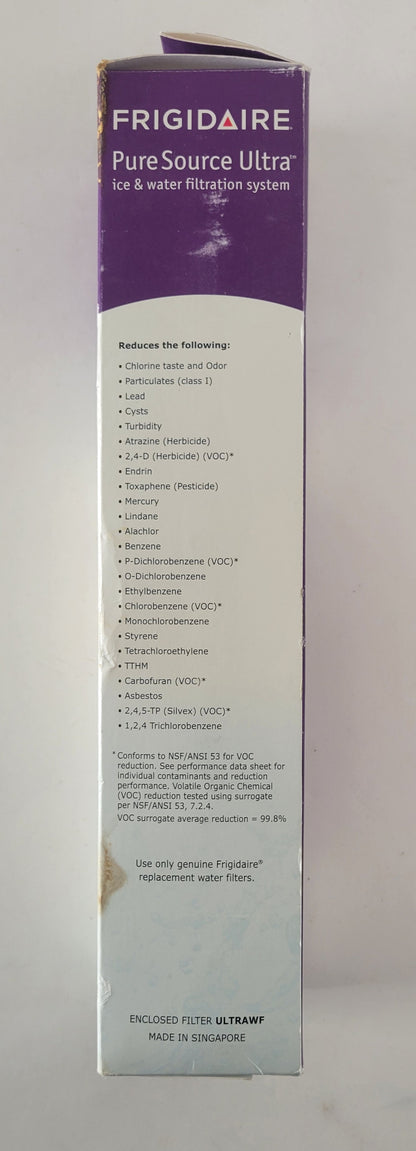 FRIGIDAIRE
PureSource Ultra℠
ice & water filtration system
Reduces the following:
• Chlorine taste and Odor
• Particulates (class I)
• Lead
• Cysts
• Turbidity
• Atrazine (Herbicide)
• 2,4-D (Herbicide) (VOC)*
• Endrin
• Toxaphene (Pesticide)
• Mercury
• Lindane
• Alachlor
• Benzene
• P-Dichlorobenzene (VOC)*
• O-Dichlorobenzene
• Ethylbenzene
• Chlorobenzene (VOC)*
• Monochlorobenzene
• Styrene
• Tetrachloroethylene
• TTHM
• Carbofuran (VOC)*
• Asbestos
• 2,4,5-TP (Silvex) (VOC)*
• 1,2,4 Trichlorobenzene
* Conforms to NSF/ANSI 53 for VOC
reduction. See performance data sheet for
individual contaminants and reduction
performance. Volatile Organic Chemical
(VOC) reduction tested using surrogate
per NSF/ANSI 53, 7.2.4.
VOC surrogate average reduction = 99.8%
Use only genuine Frigidaire®
replacement water filters.
ENCLOSED FILTER ULTRAWF
MADE IN SINGAPORE